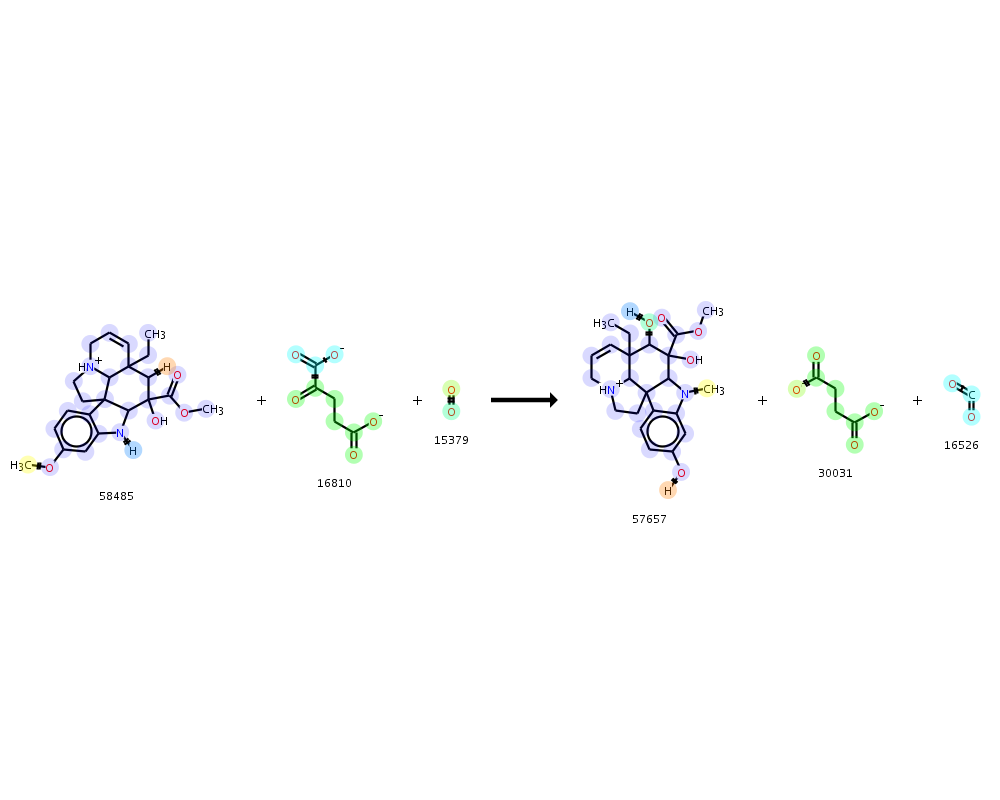 CH3
HN+
H
O
O
O
CH3
OH
N
H
H3C
O
58485
+
O
O-
O
O-
O
16810
+
O
O
15379
H
O
H3C
O
CH3
O
OH
HN
+
N
CH3
O
H
57657
+
O
O
O-
O
30031
+
O
C
O
16526